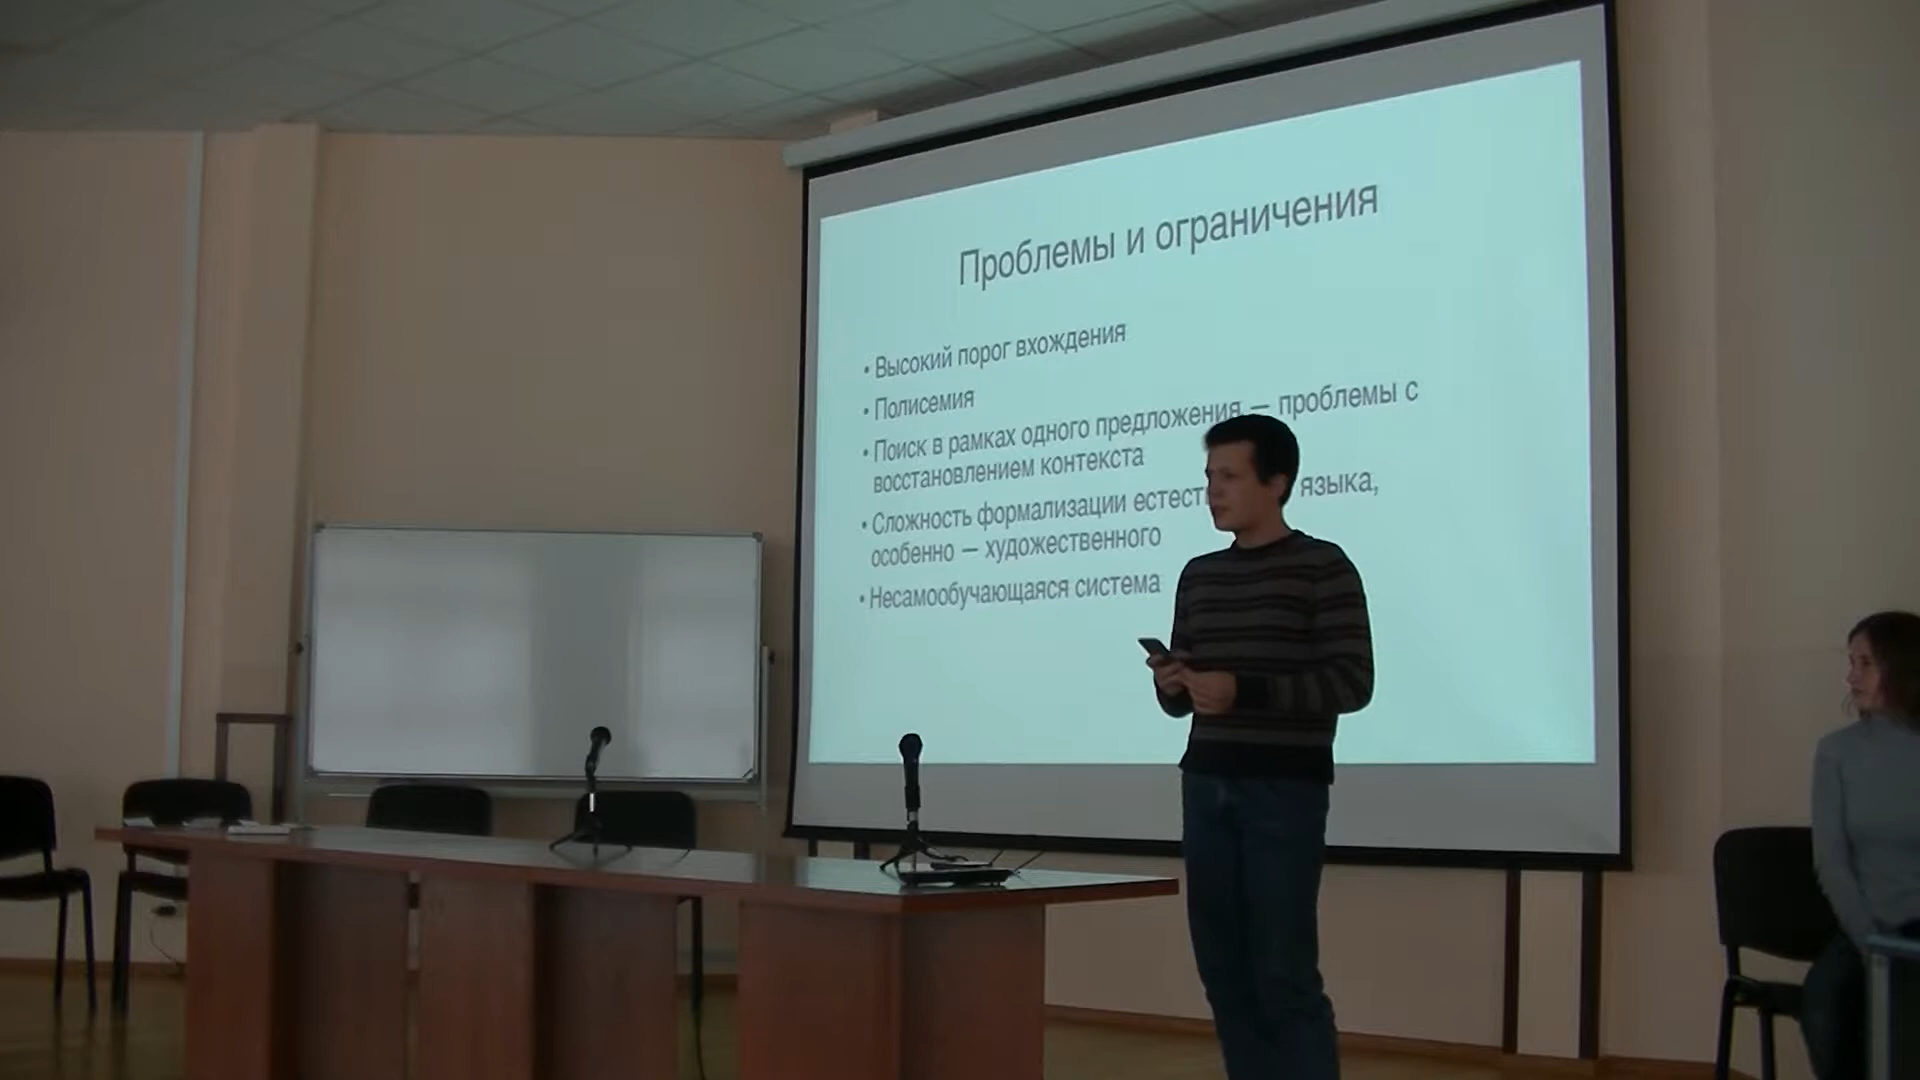 Проблемы и ограничения
• Высокий порог вхождения
• Полисемия
• Поиск в рамках одного предложения — проблемы с
восстановлением контекста
• Сложность формализации языка,
особенно — художественного
• Несамообучающаяся система